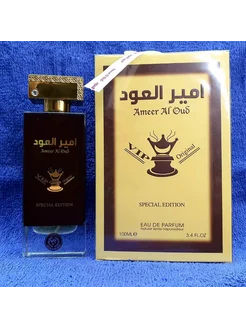 امير العود
Ameer Al Oud
VIP
SPECIAL EDITION
امير العود
Ameer Al Oud
VIP Original
SPECIAL EDITION
EAU DE PARFUM
100ML℮ 3.4 FL.OZ